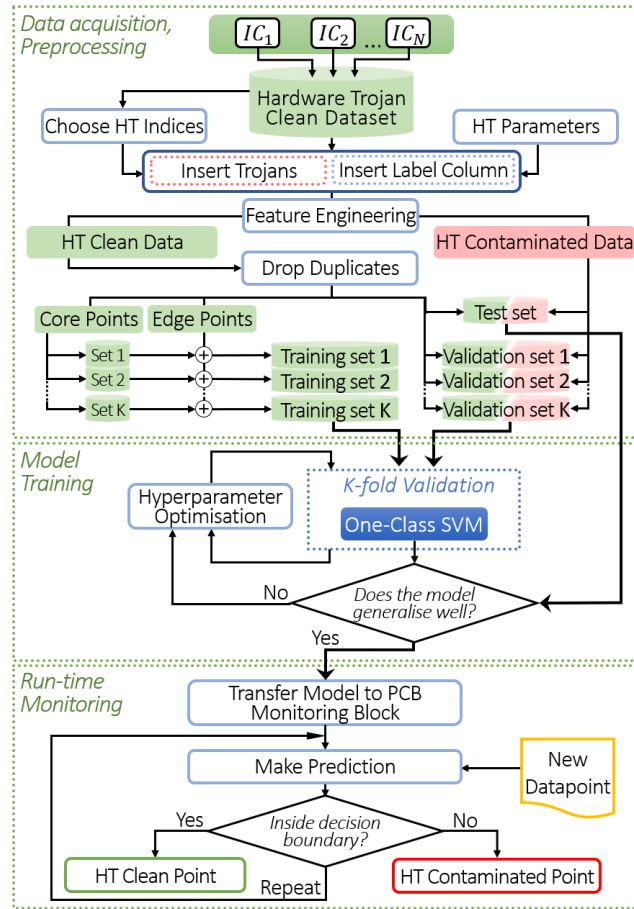 Data acquisition,
Preprocessing
IC₁ IC₂ ... IC_N
Hardware Trojan
Clean Dataset
Choose HT Indices
HT Parameters
Insert Trojans
Insert Label Column
Feature Engineering
HT Clean Data
HT Contaminated Data
Drop Duplicates
Core Points
Edge Points
Test set
Set 1
+
Training set 1
Validation set 1
Set 2
+
Training set 2
Validation set 2
Set K
+
Training set K
Validation set K
Model
Training
Hyperparameter
Optimisation
K-fold Validation
One-Class SVM
No
Does the model
generalise well?
Yes
Run-time
Monitoring
Transfer Model to PCB
Monitoring Block
Make Prediction
New
Datapoint
Yes
Inside decision
boundary?
No
HT Clean Point
Repeat
HT Contaminated Point